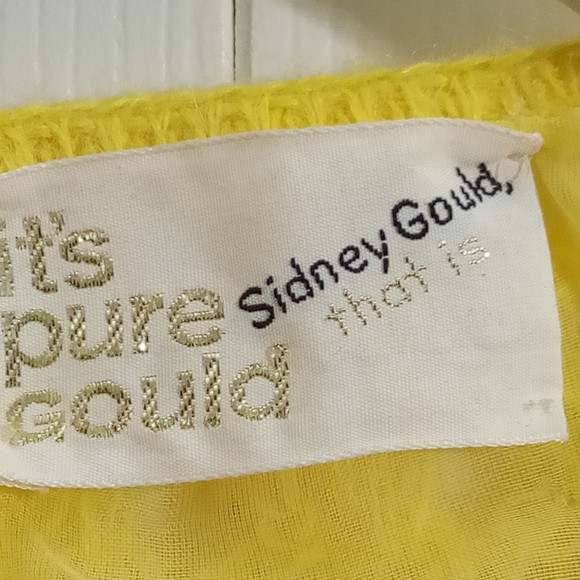 it's
pure
Gould
Sidney Gould,
that is